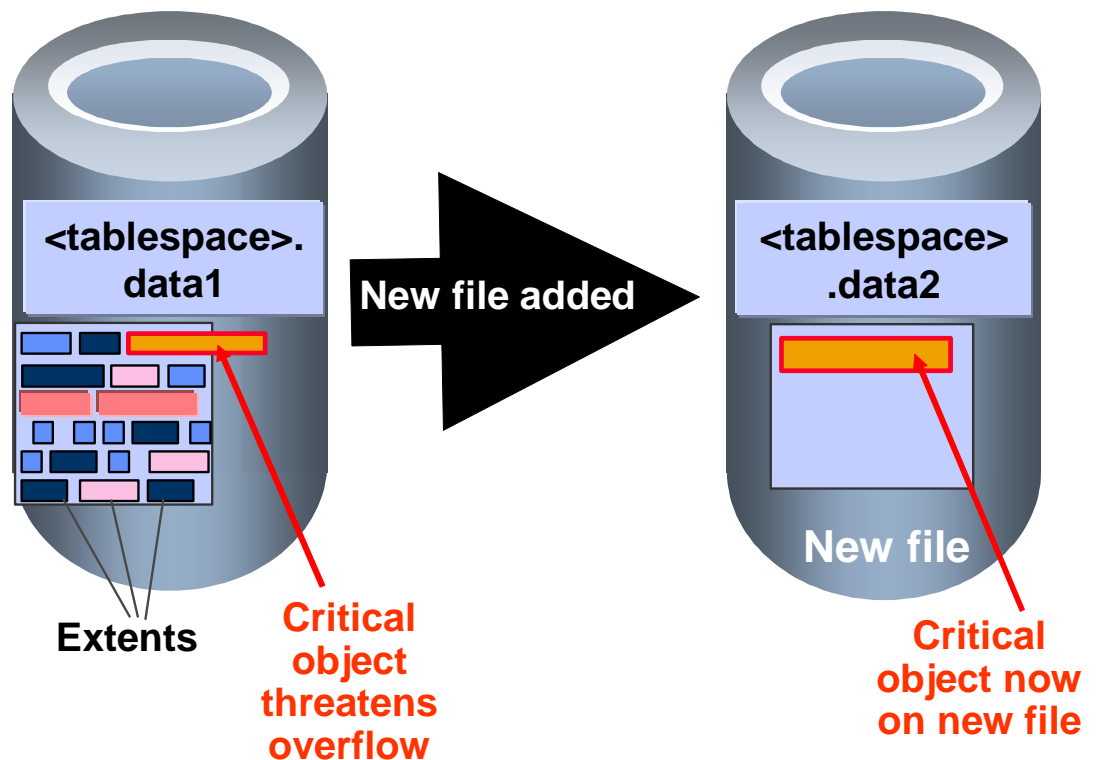 <tablespace>.
data1
New file added
<tablespace>
.data2
New file
Extents
Critical
object
threatens
overflow
Critical
object now
on new file